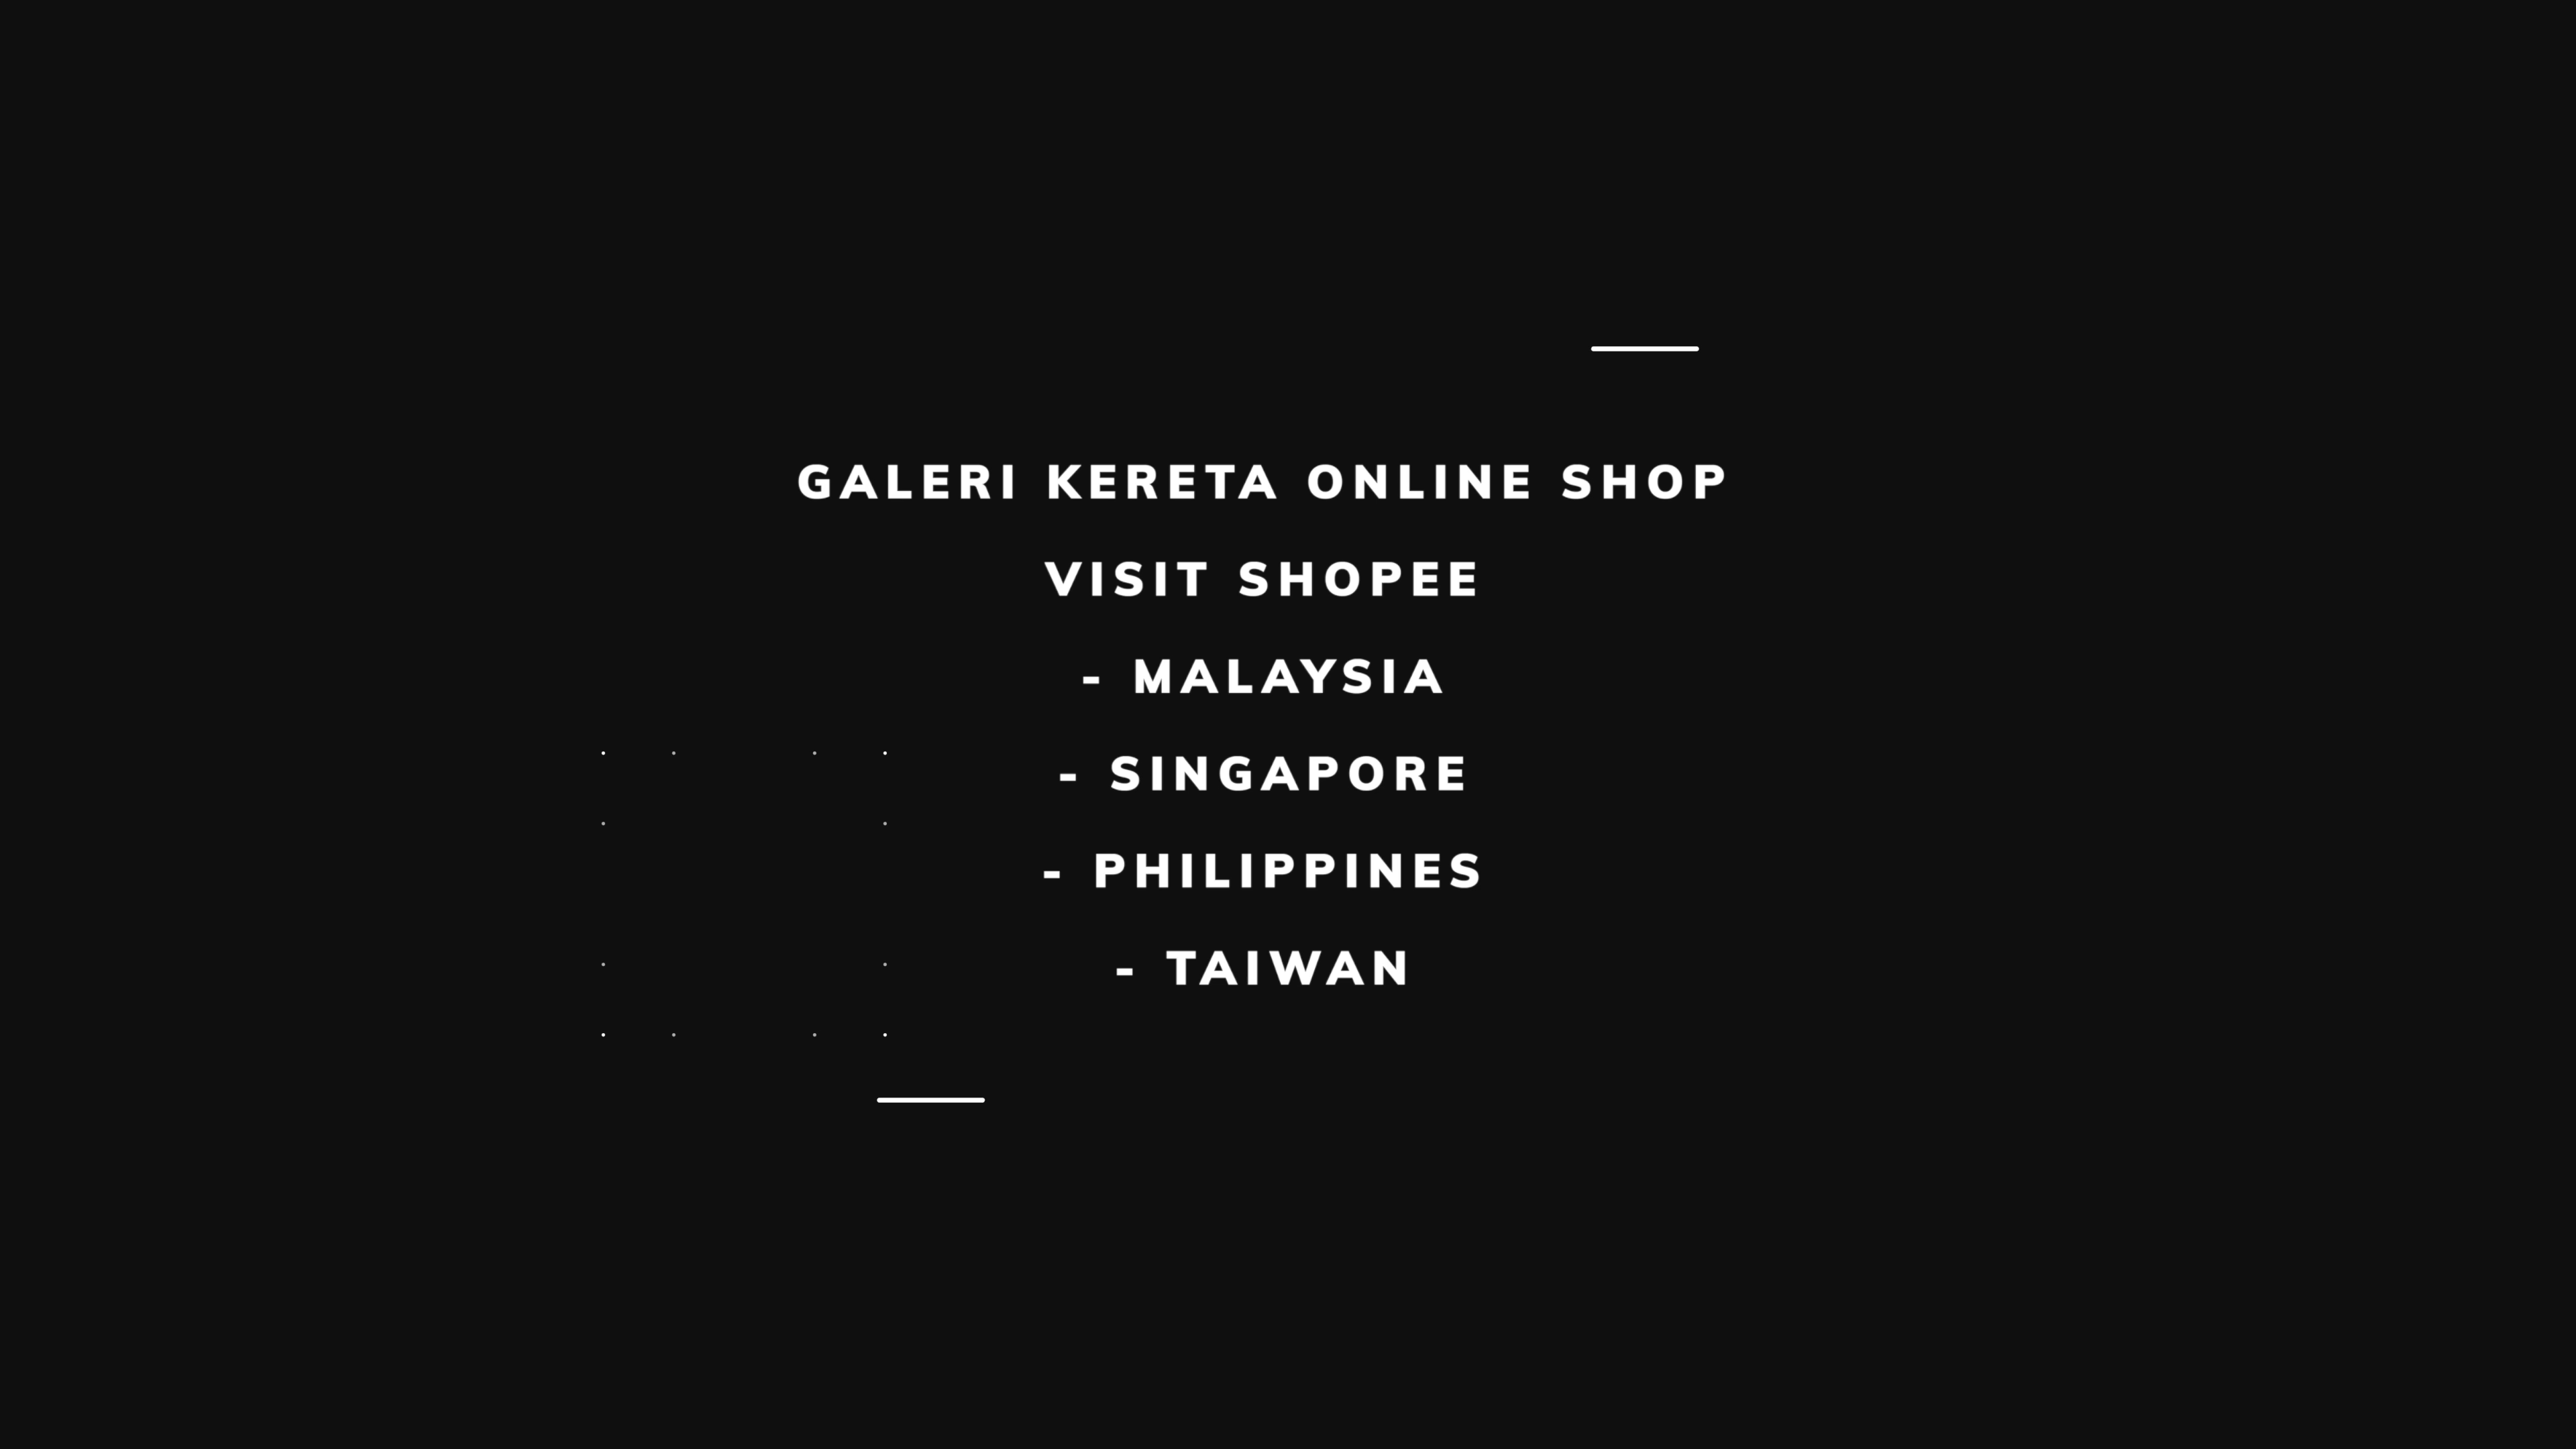 GALERI KERETA ONLINE SHOP
VISIT SHOPEE
- MALAYSIA
- SINGAPORE
- PHILIPPINES
- TAIWAN